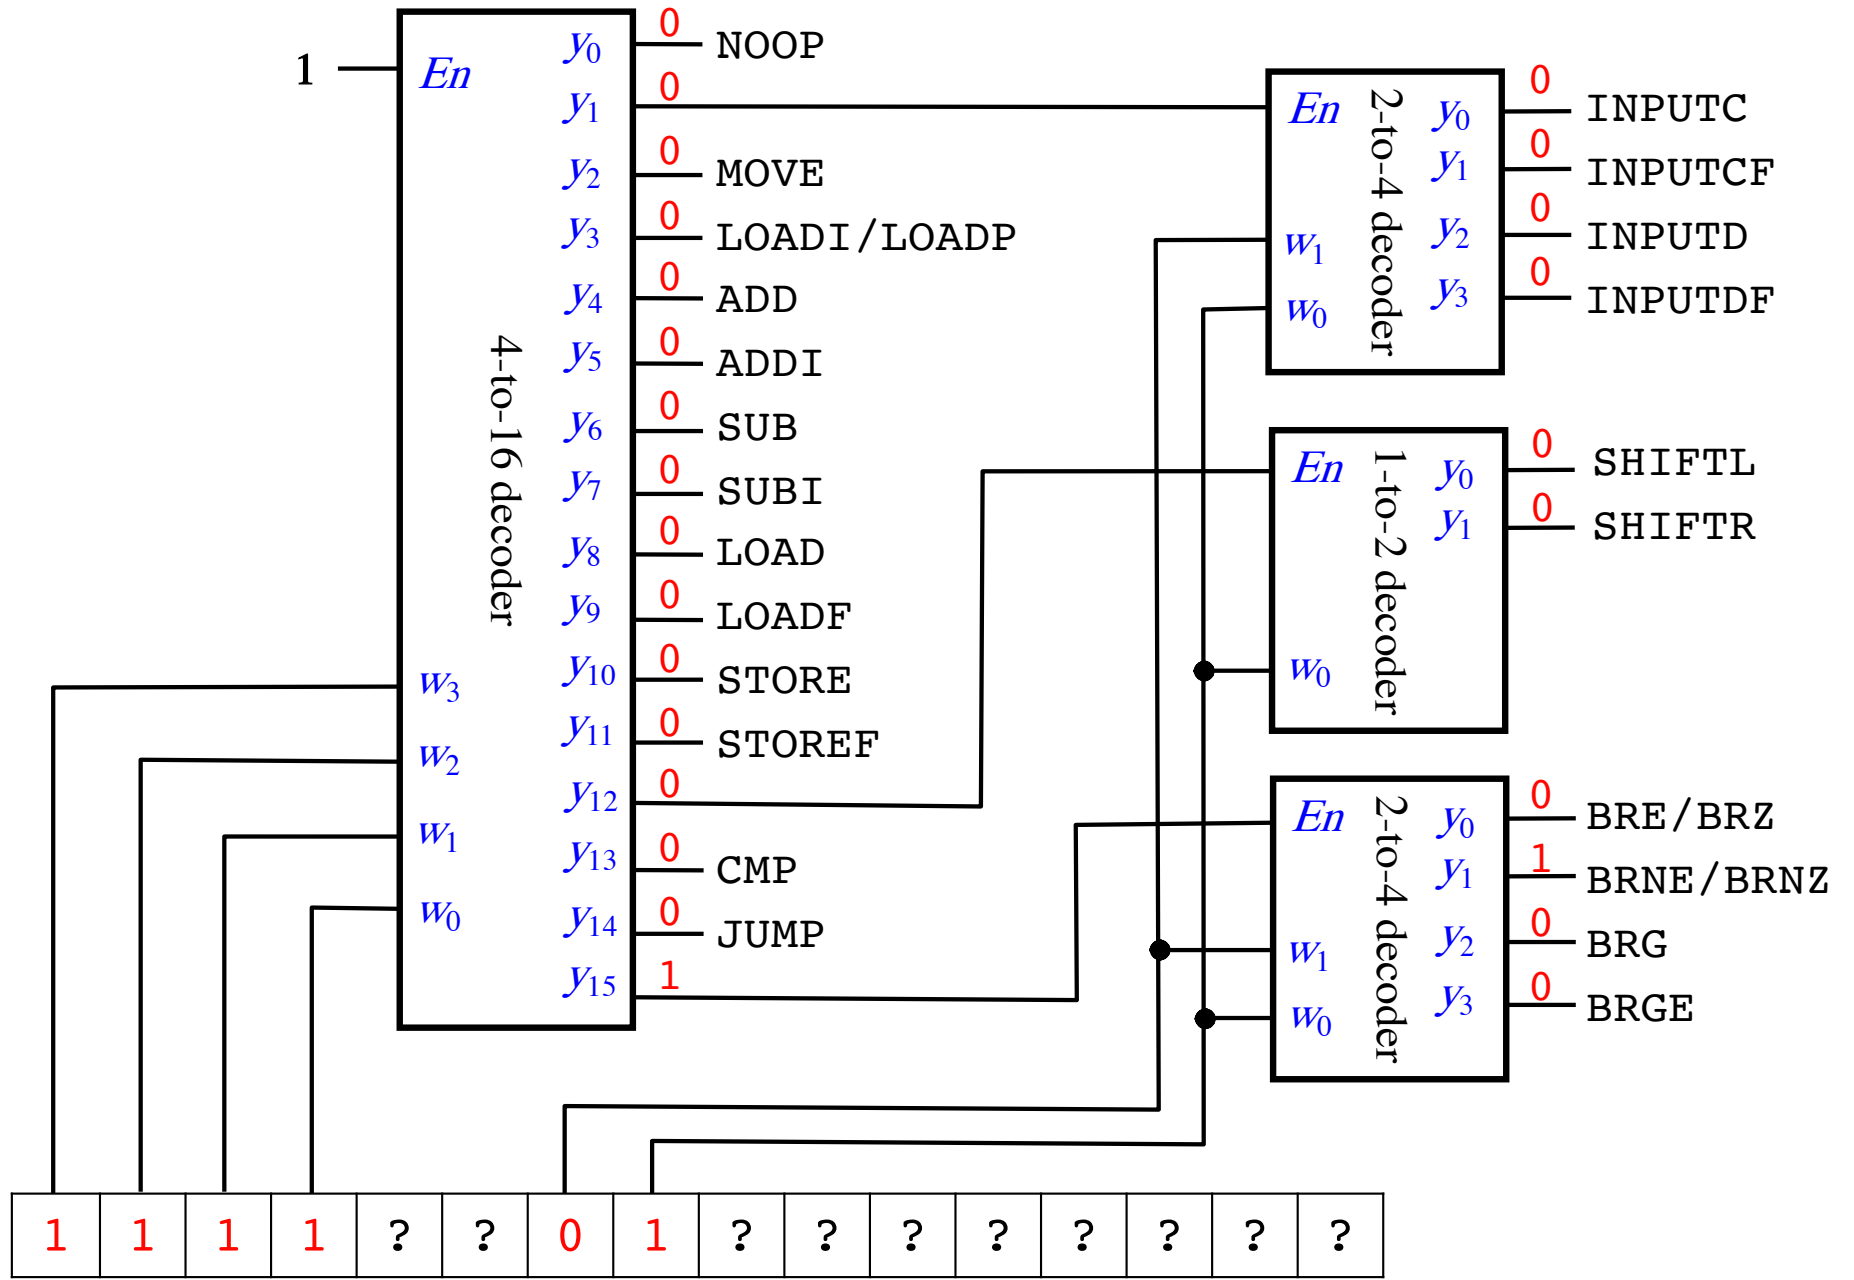 1
En
4-to-16 decoder
w3
w2
w1
w0
y0 0 NOOP
y1 0
y2 0 MOVE
y3 0 LOADI/LOADP
y4 0 ADD
y5 0 ADDI
y6 0 SUB
y7 0 SUBI
y8 0 LOAD
y9 0 LOADF
y10 0 STORE
y11 0 STOREF
y12 0
y13 0 CMP
y14 0 JUMP
y15 1
En
2-to-4 decoder
w1
w0
y0 0 INPUTC
y1 0 INPUTCF
y2 0 INPUTD
y3 0 INPUTDF
En
1-to-2 decoder
w0
y0 0 SHIFTL
y1 0 SHIFTR
En
2-to-4 decoder
w1
w0
y0 0 BRE/BRZ
y1 1 BRNE/BRNZ
y2 0 BRG
y3 0 BRGE
1 1 1 1 ? ? 0 1 ? ? ? ? ? ? ? ?